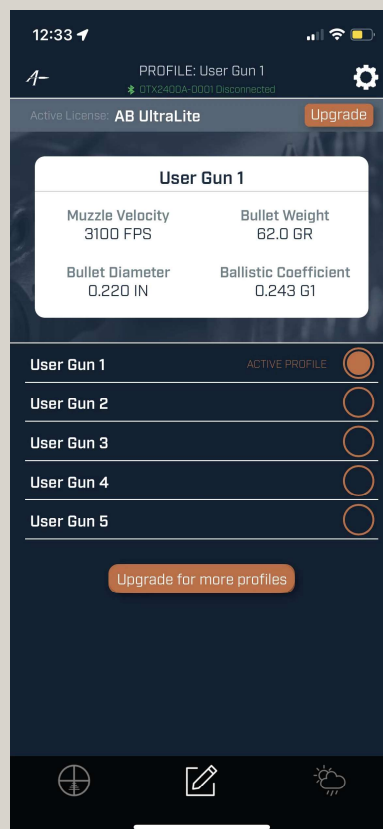 12:33
PROFILE: User Gun 1
DTX2400A-0001 Disconnected
Active License: AB UltraLite
Upgrade
User Gun 1
Muzzle Velocity
3100 FPS
Bullet Weight
62.0 GR
Bullet Diameter
0.220 IN
Ballistic Coefficient
0.243 G1
User Gun 1 ACTIVE PROFILE
User Gun 2
User Gun 3
User Gun 4
User Gun 5
Upgrade for more profiles